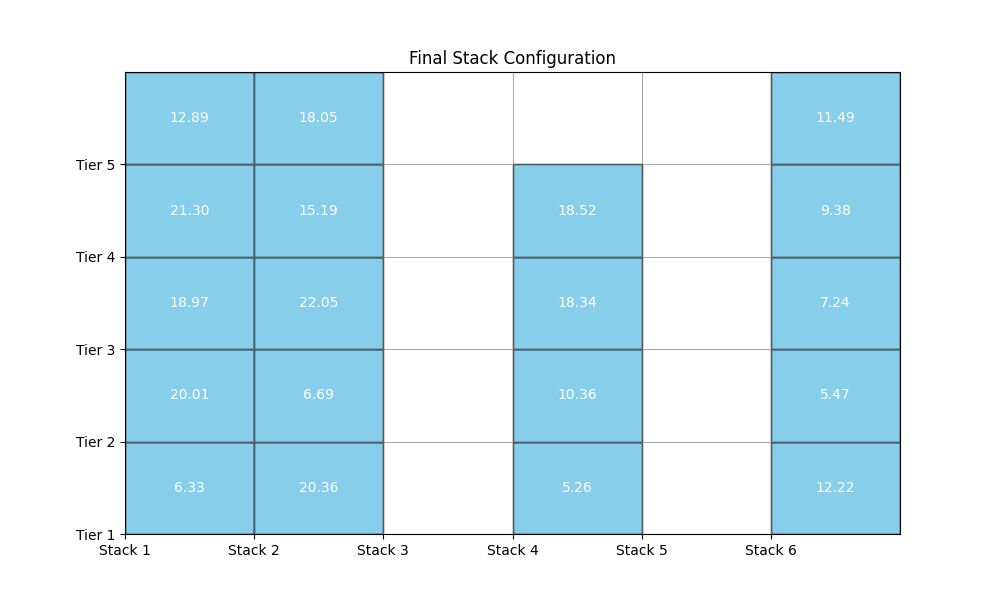 Final Stack Configuration
12.89 18.05 11.49
Tier 5
21.30 15.19 18.52 9.38
Tier 4
18.97 22.05 18.34 7.24
Tier 3
20.01 6.69 10.36 5.47
Tier 2
6.33 20.36 5.26 12.22
Tier 1
Stack 1 Stack 2 Stack 3 Stack 4 Stack 5 Stack 6